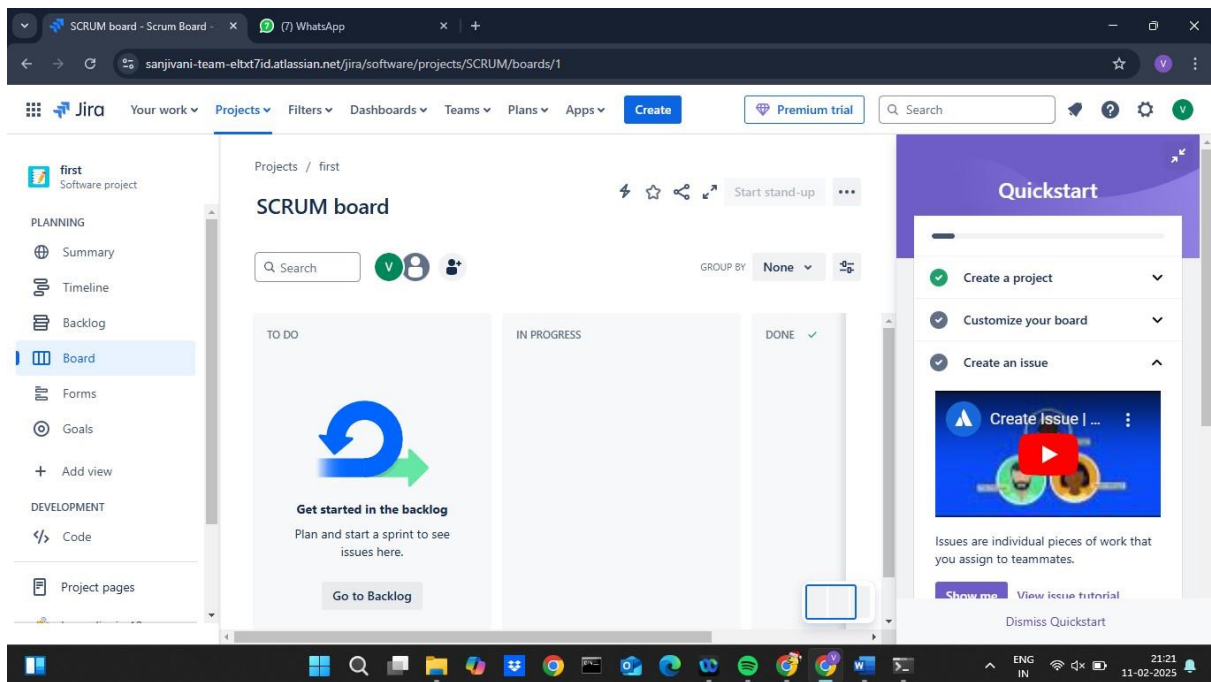 SCRUM board - Scrum Board -
(7) WhatsApp
sanjivani-team-eltxt7id.atlassian.net/jira/software/projects/SCRUM/boards/1
V
Jira
Your work
Projects
Filters
Dashboards
Teams
Plans
Apps
Create
Premium trial
Search
V
first
Software project
PLANNING
Summary
Timeline
Backlog
Board
Forms
Goals
Add view
DEVELOPMENT
Code
Project pages
Projects / first
SCRUM board
Start stand-up
Search
V
GROUP BY
None
TO DO
IN PROGRESS
DONE
Get started in the backlog
Plan and start a sprint to see
issues here.
Go to Backlog
Quickstart
Create a project
Customize your board
Create an issue
Create Issue | ...
Issues are individual pieces of work that
you assign to teammates.
Show me
View issue tutorial
Dismiss Quickstart
ENG
IN
21:21
11-02-2025